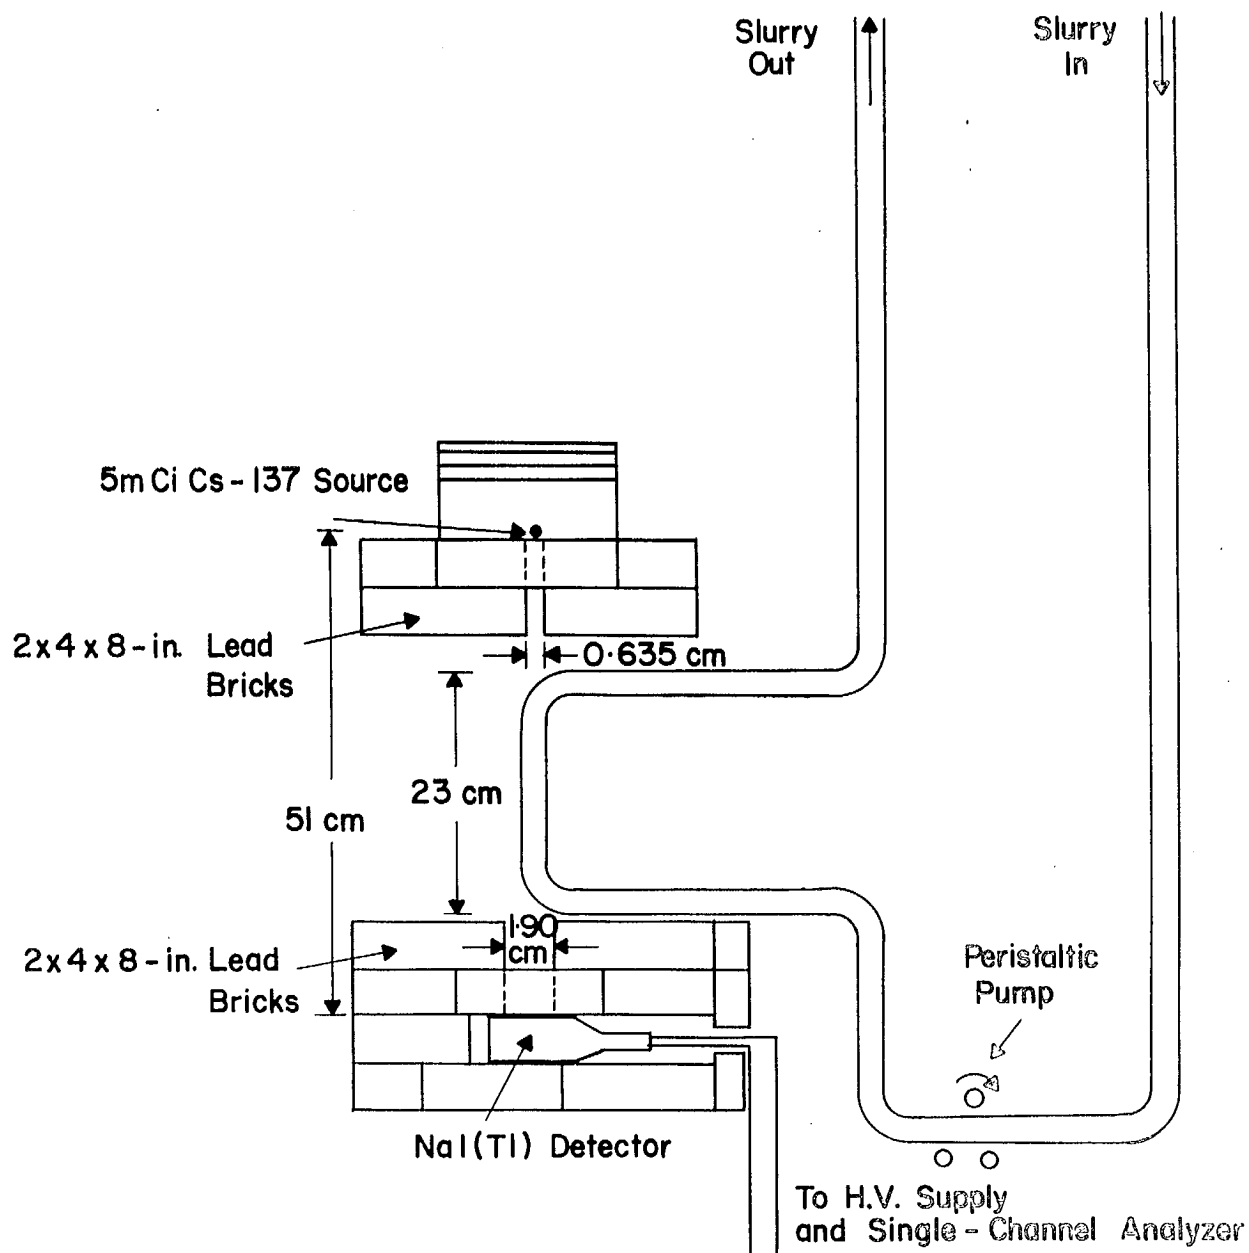 Slurry
Out
Slurry
In
5m Ci Cs-137 Source
2x4x8-in. Lead
Bricks
0·635 cm
23 cm
51 cm
1·90
cm
2x4x8-in. Lead
Bricks
Peristaltic
Pump
NaI(Tl) Detector
To H.V. Supply
and Single-Channel Analyzer